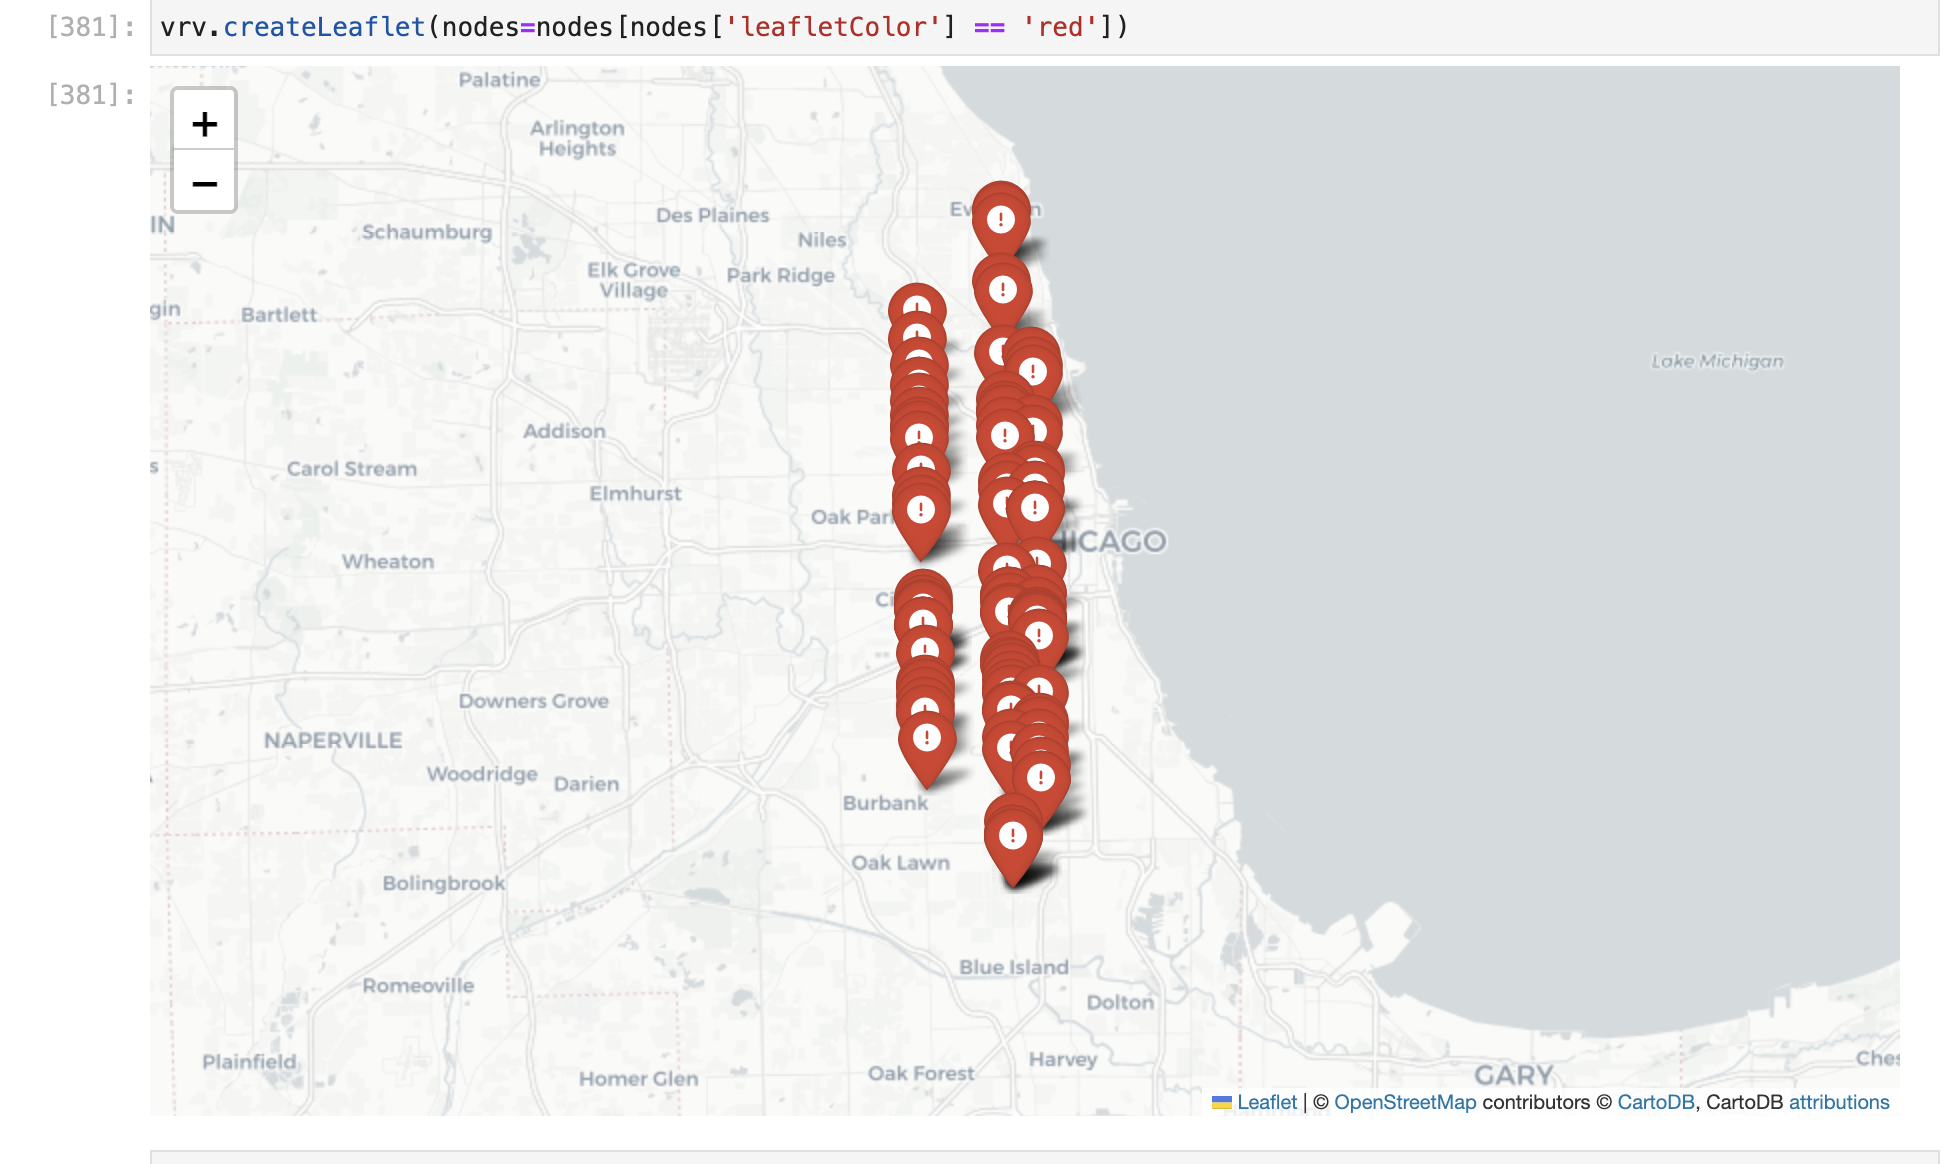 [381]: vrv.createLeaflet(nodes=nodes[nodes['leafletColor'] == 'red'])
[381]:
+
−
Palatine
Arlington
Heights
IN
Schaumburg
Des Plaines
Niles
Elk Grove
Village
Park Ridge
gin
Bartlett
Lake Michigan
Addison
Carol Stream
s
Elmhurst
Oak Par
HICAGO
Wheaton
Ci
Downers Grove
NAPERVILLE
Woodridge
Darien
Burbank
Oak Lawn
Bolingbrook
Blue Island
Romeoville
Dolton
Plainfield
Homer Glen
Oak Forest
Harvey
GARY
Ches
Leaflet | © OpenStreetMap contributors © CartoDB, CartoDB attributions